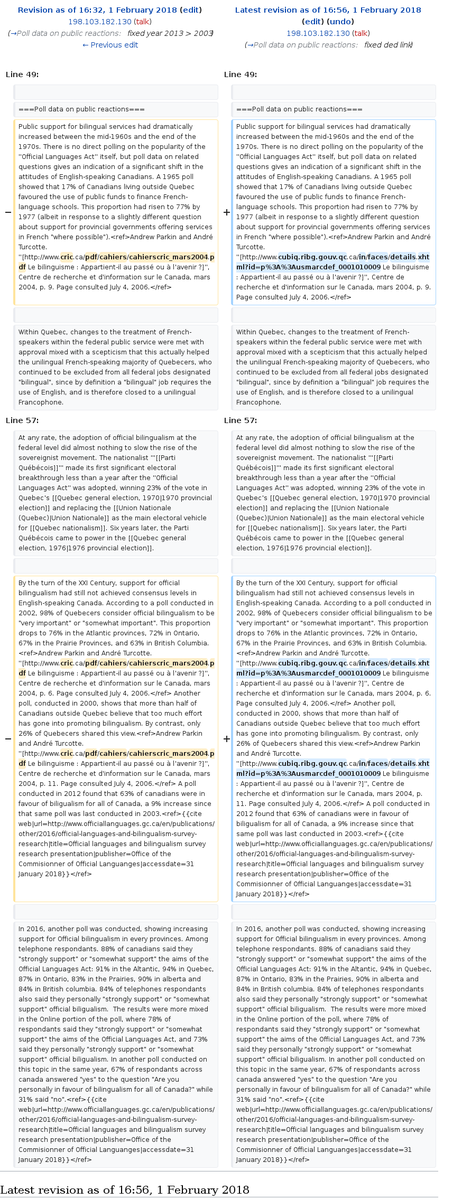 Revision as of 16:32, 1 February 2018 (edit)
198.103.182.130 (talk)
(→Poll data on public reactions: fixed year 2013 > 2003)
← Previous edit
Latest revision as of 16:56, 1 February 2018
(edit) (undo)
198.103.182.130 (talk)
(→Poll data on public reactions: fixed ded link)
Line 49:
===Poll data on public reactions===
− Public support for bilingual services had dramatically
increased between the mid-1960s and the end of the
1970s. There is no direct polling on the popularity of the
"Official Languages Act" itself, but poll data on related
questions gives an indication of a significant shift in the
attitudes of English-speaking Canadians. A 1965 poll
showed that 17% of Canadians living outside Quebec
favoured the use of public funds to finance French-
language schools. This proportion had risen to 77% by
1977 (albeit in response to a slightly different question
about support for provincial governments offering services
in French "where possible").<ref>Andrew Parkin and André
Turcotte.
"[http://www.cric.ca/pdf/cahiers/cahierscric_mars2004.p
df Le bilinguisme : Appartient-il au passé ou à l'avenir ?]",
Centre de recherche et d'information sur le Canada, mars
2004, p. 9. Page consulted July 4, 2006.</ref>
Within Quebec, changes to the treatment of French-
speakers within the federal public service were met with
approval mixed with a scepticism that this actually helped
the unilingual French-speaking majority of Quebecers, who
continued to be excluded from all federal jobs designated
"bilingual", since by definition a "bilingual" job requires the
use of English, and is therefore closed to a unilingual
Francophone.
Line 49:
===Poll data on public reactions===
+ Public support for bilingual services had dramatically
increased between the mid-1960s and the end of the
1970s. There is no direct polling on the popularity of the
"Official Languages Act" itself, but poll data on related
questions gives an indication of a significant shift in the
attitudes of English-speaking Canadians. A 1965 poll
showed that 17% of Canadians living outside Quebec
favoured the use of public funds to finance French-
language schools. This proportion had risen to 77% by
1977 (albeit in response to a slightly different question
about support for provincial governments offering services
in French "where possible").<ref>Andrew Parkin and André
Turcotte.
"[http://www.cubiq.ribg.gouv.qc.ca/in/faces/details.xht
ml?id=p%3A%3Ausmarcdef_0001010009 Le bilinguisme
: Appartient-il au passé ou à l'avenir ?]", Centre de
recherche et d'information sur le Canada, mars 2004, p. 9.
Page consulted July 4, 2006.</ref>
Within Quebec, changes to the treatment of French-
speakers within the federal public service were met with
approval mixed with a scepticism that this actually helped
the unilingual French-speaking majority of Quebecers, who
continued to be excluded from all federal jobs designated
"bilingual", since by definition a "bilingual" job requires the
use of English, and is therefore closed to a unilingual
Francophone.
Line 57:
At any rate, the adoption of official bilingualism at the
federal level did almost nothing to slow the rise of the
sovereignist movement. The nationalist '''[[Parti
Québécois]]''' made its first significant electoral
breakthrough less than a year after the "Official
Languages Act" was adopted, winning 23% of the vote in
Quebec's [[Quebec general election, 1970|1970 provincial
election]] and replacing the [[Union Nationale
(Quebec)|Union Nationale]] as the main electoral vehicle
for [[Quebec nationalism]]. Six years later, the Parti
Québécois came to power in the [[Quebec general
election, 1976|1976 provincial election]].
− By the turn of the XXI Century, support for official
bilingualism had still not achieved consensus levels in
English-speaking Canada. According to a poll conducted in
2002, 98% of Quebecers consider official bilingualism to be
"very important" or "somewhat important". This proportion
drops to 76% in the Atlantic provinces, 72% in Ontario,
67% in the Prairie Provinces, and 63% in British Columbia.
<ref>Andrew Parkin and André Turcotte.
"[http://www.cric.ca/pdf/cahiers/cahierscric_mars2004.p
df Le bilinguisme : Appartient-il au passé ou à l'avenir ?]",
Centre de recherche et d'information sur le Canada, mars
2004, p. 6. Page consulted July 4, 2006.</ref> Another
poll, conducted in 2000, shows that more than half of
Canadians outside Quebec believe that too much effort
has gone into promoting bilingualism. By contrast, only
26% of Quebecers shared this view.<ref>Andrew Parkin
and André Turcotte.
"[http://www.cric.ca/pdf/cahiers/cahierscric_mars2004.p
df Le bilinguisme : Appartient-il au passé ou à l'avenir ?]",
Centre de recherche et d'information sur le Canada, mars
2004, p. 11. Page consulted July 4, 2006.</ref> A poll
conducted in 2012 found that 63% of canadians were in
favour of biligualism for all of Canada, a 9% increase since
that same poll was last conducted in 2003.<ref>{{cite
web|url=http://www.officiallanguages.gc.ca/en/publications/
other/2016/official-languages-and-bilingualism-survey-
research|title=Official languages and bilingualism survey
research presentation|publisher=Office of the
Commisionner of Official Languanges|accessdate=31
January 2018}}</ref>
In 2016, another poll was conducted, showing increasing
support for Official bilingualism in every provinces. Among
telephone respondents. 88% of canadians said they
"strongly support" or "somewhat support" the aims of the
Official Languages Act: 91% in the Altantic, 94% in Quebec,
87% in Ontario, 83% in the Prairies, 90% in alberta and
84% in British columbia. 84% of telephones respondents
also said they personally "strongly support" or "somewhat
support" official bilingualism.  The results were more mixed
in the Online portion of the poll, where 78% of
respondants said they "strongly support" or "somewhat
support" the aims of the Official Languages Act, and 73%
said they personally "strongly support" or "somewhat
support" official bilingualism. In another poll conducted on
this topic in the same year, 67% of respondants across
canada answered "yes" to the question "Are you
personally in favour of bilingualism for all of Canada?" while
31% said "no".<ref>{{cite
web|url=http://www.officiallanguages.gc.ca/en/publications/
other/2016/official-languages-and-bilingualism-survey-
research|title=Official languages and bilingualism survey
research presentation|publisher=Office of the
Commisionner of Official Languanges|accessdate=31
January 2018}}</ref>
Line 57:
At any rate, the adoption of official bilingualism at the
federal level did almost nothing to slow the rise of the
sovereignist movement. The nationalist '''[[Parti
Québécois]]''' made its first significant electoral
breakthrough less than a year after the "Official
Languages Act" was adopted, winning 23% of the vote in
Quebec's [[Quebec general election, 1970|1970 provincial
election]] and replacing the [[Union Nationale
(Quebec)|Union Nationale]] as the main electoral vehicle
for [[Quebec nationalism]]. Six years later, the Parti
Québécois came to power in the [[Quebec general
election, 1976|1976 provincial election]].
+ By the turn of the XXI Century, support for official
bilingualism had still not achieved consensus levels in
English-speaking Canada. According to a poll conducted in
2002, 98% of Quebecers consider official bilingualism to be
"very important" or "somewhat important". This proportion
drops to 76% in the Atlantic provinces, 72% in Ontario,
67% in the Prairie Provinces, and 63% in British Columbia.
<ref>Andrew Parkin and André Turcotte.
"[http://www.cubiq.ribg.gouv.qc.ca/in/faces/details.xht
ml?id=p%3A%3Ausmarcdef_0001010009 Le bilinguisme
: Appartient-il au passé ou à l'avenir ?]", Centre de
recherche et d'information sur le Canada, mars 2004, p. 6.
Page consulted July 4, 2006.</ref> Another poll,
conducted in 2000, shows that more than half of
Canadians outside Quebec believe that too much effort
has gone into promoting bilingualism. By contrast, only
26% of Quebecers shared this view.<ref>Andrew Parkin
and André Turcotte.
"[http://www.cubiq.ribg.gouv.qc.ca/in/faces/details.xht
ml?id=p%3A%3Ausmarcdef_0001010009 Le bilinguisme
: Appartient-il au passé ou à l'avenir ?]", Centre de
recherche et d'information sur le Canada, mars 2004, p.
11. Page consulted July 4, 2006.</ref> A poll conducted in
2012 found that 63% of canadians were in favour of
biligualism for all of Canada, a 9% increase since that
same poll was last conducted in 2003.<ref>{{cite
web|url=http://www.officiallanguages.gc.ca/en/publications/
other/2016/official-languages-and-bilingualism-survey-
research|title=Official languages and bilingualism survey
research presentation|publisher=Office of the
Commisionner of Official Languanges|accessdate=31
January 2018}}</ref>
In 2016, another poll was conducted, showing increasing
support for Official bilingualism in every provinces. Among
telephone respondents. 88% of canadians said they
"strongly support" or "somewhat support" the aims of the
Official Languages Act: 91% in the Altantic, 94% in Quebec,
87% in Ontario, 83% in the Prairies, 90% in alberta and
84% in British columbia. 84% of telephones respondents
also said they personally "strongly support" or "somewhat
support" official bilingualism.  The results were more mixed
in the Online portion of the poll, where 78% of
respondants said they "strongly support" or "somewhat
support" the aims of the Official Languages Act, and 73%
said they personally "strongly support" or "somewhat
support" official bilingualism. In another poll conducted on
this topic in the same year, 67% of respondants across
canada answered "yes" to the question "Are you
personally in favour of bilingualism for all of Canada?" while
31% said "no".<ref>{{cite
web|url=http://www.officiallanguages.gc.ca/en/publications/
other/2016/official-languages-and-bilingualism-survey-
research|title=Official languages and bilingualism survey
research presentation|publisher=Office of the
Commisionner of Official Languanges|accessdate=31
January 2018}}</ref>
Latest revision as of 16:56, 1 February 2018